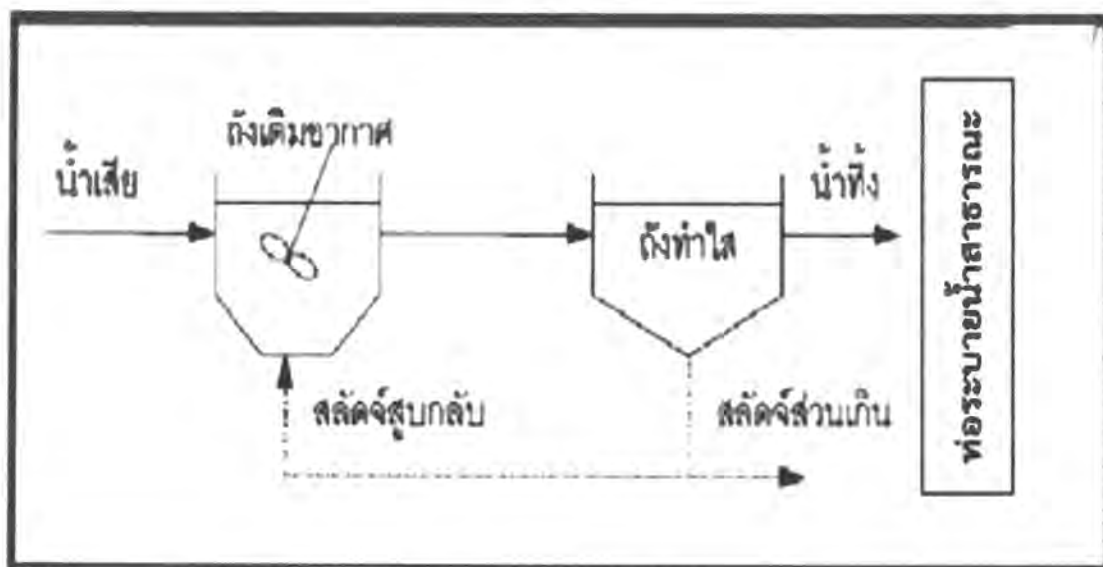 ถังเติมอากาศ
น้ำเสีย
น้ำทิ้ง
ถังทำใส
สลัดจ์สูบกลับ
สลัดจ์ส่วนเกิน
ท่อระบายน้ำสาธารณะ